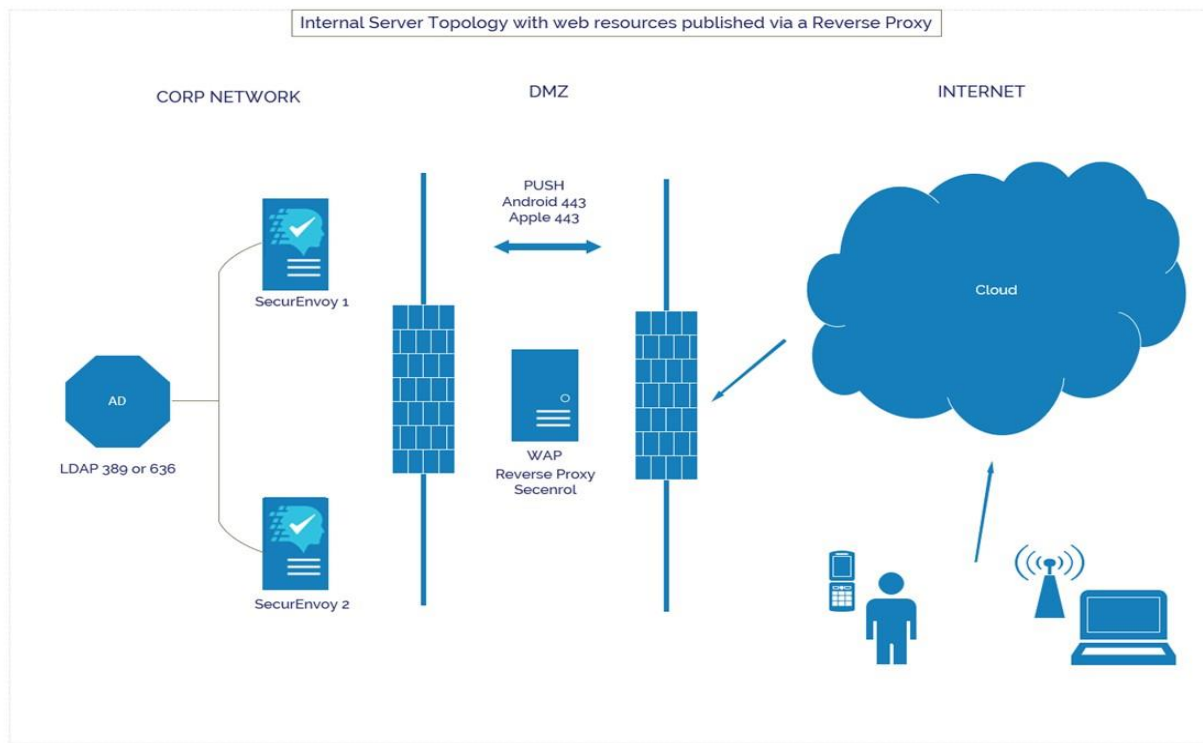 Internal Server Topology with web resources published via a Reverse Proxy
CORP NETWORK
DMZ
INTERNET
PUSH
Android 443
Apple 443
SecurEnvoy 1
Cloud
AD
LDAP 389 or 636
WAP
Reverse Proxy
Secenrol
SecurEnvoy 2